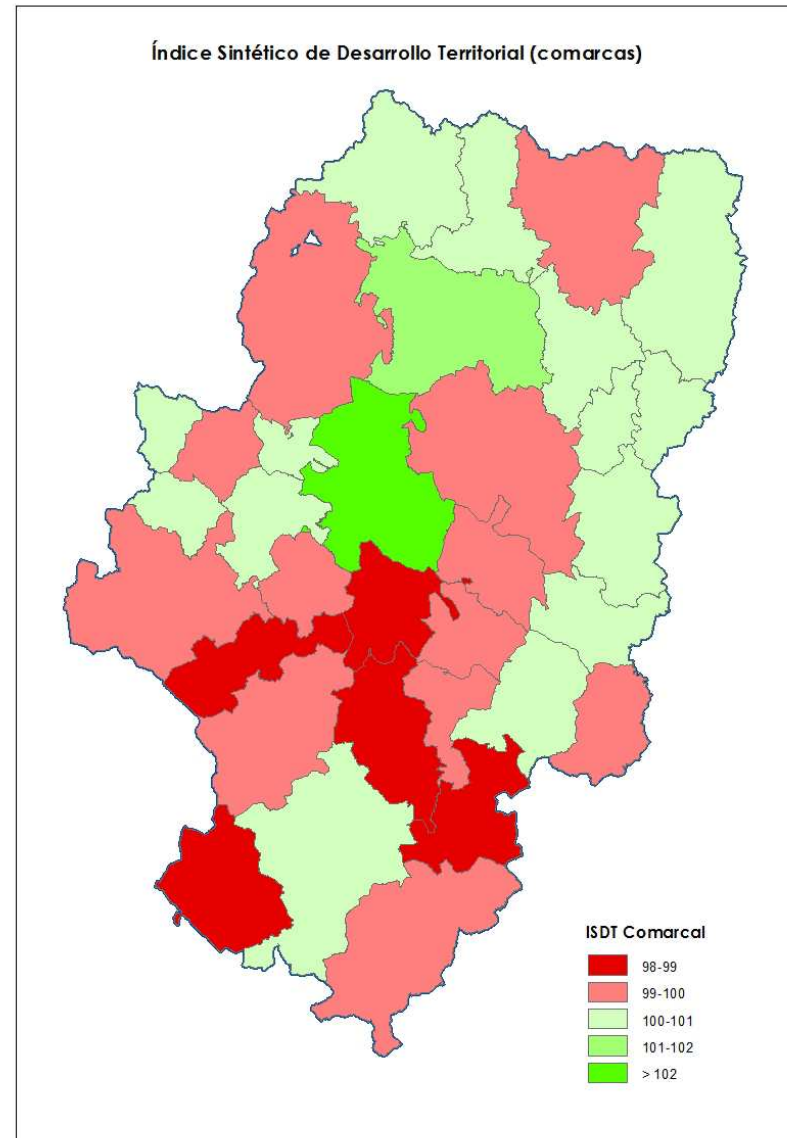 Índice Sintético de Desarrollo Territorial (comarcas)
ISDT Comarcal
98-99
99-100
100-101
101-102
> 102